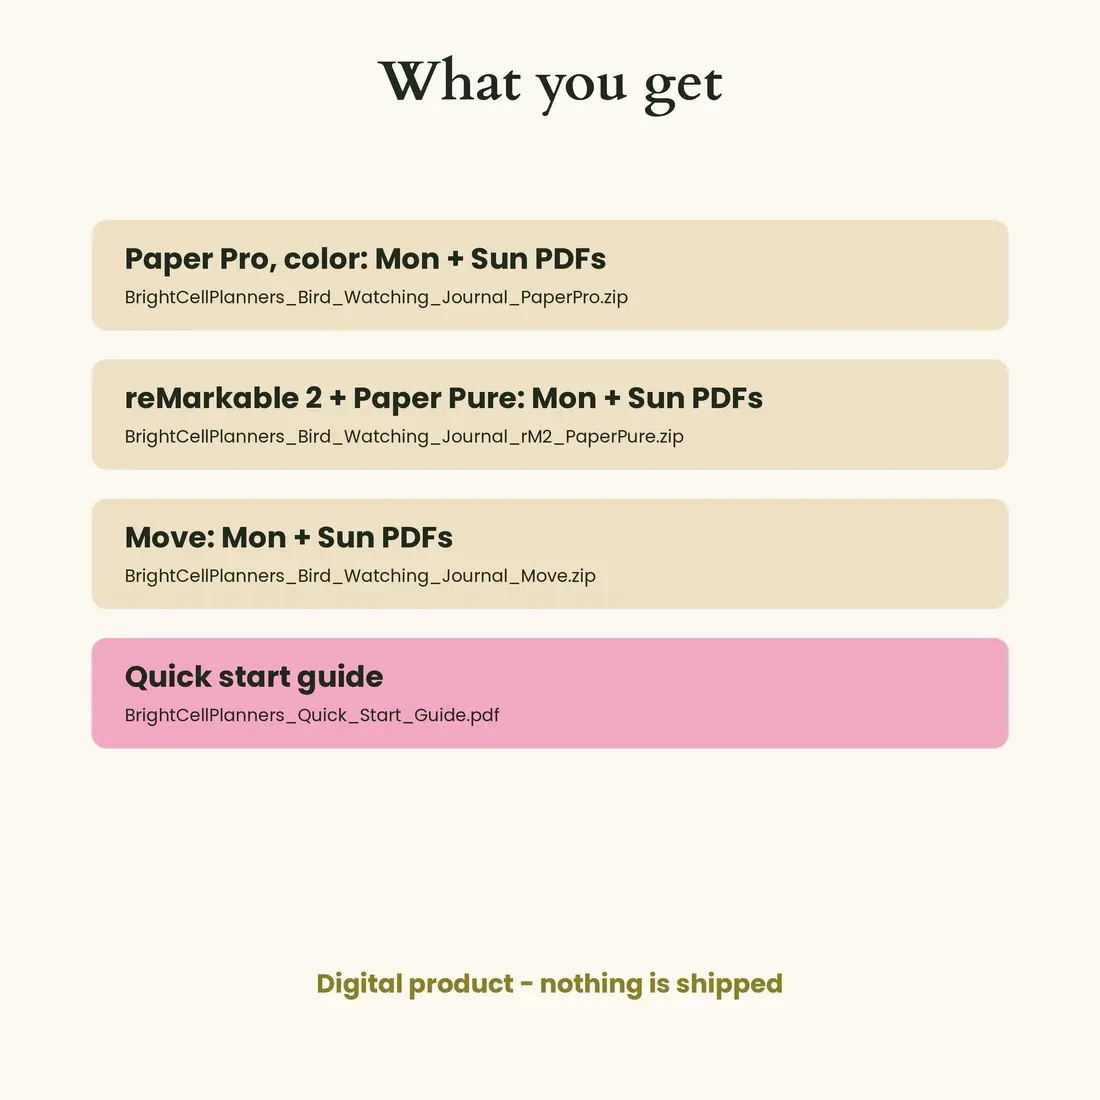 What you get
Paper Pro, color: Mon + Sun PDFs
BrightCellPlanners_Bird_Watching_Journal_PaperPro.zip
reMarkable 2 + Paper Pure: Mon + Sun PDFs
BrightCellPlanners_Bird_Watching_Journal_rM2_PaperPure.zip
Move: Mon + Sun PDFs
BrightCellPlanners_Bird_Watching_Journal_Move.zip
Quick start guide
BrightCellPlanners_Quick_Start_Guide.pdf
Digital product - nothing is shipped